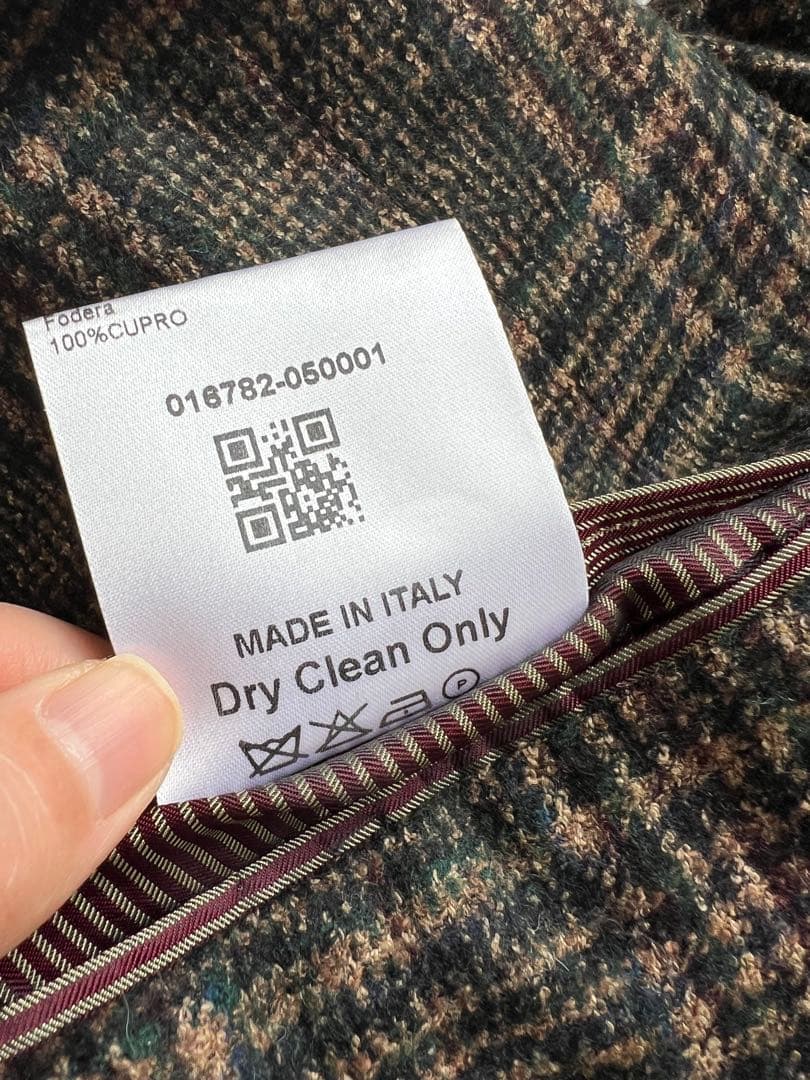 Fodera
100%CUPRO
016782-050001
MADE IN ITALY
Dry Clean Only
P